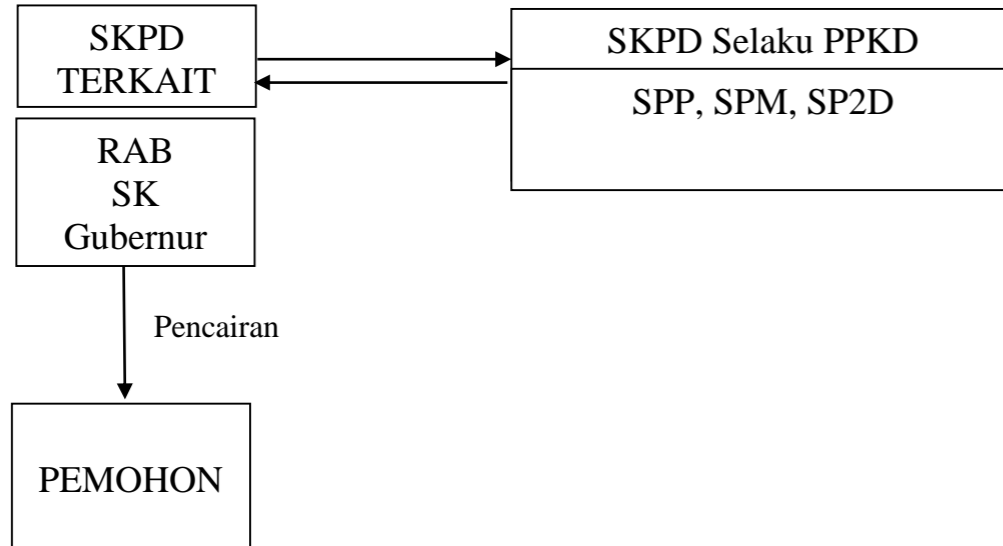 SKPD
TERKAIT
SKPD Selaku PPKD
SPP, SPM, SP2D
RAB
SK
Gubernur
Pencairan
PEMOHON